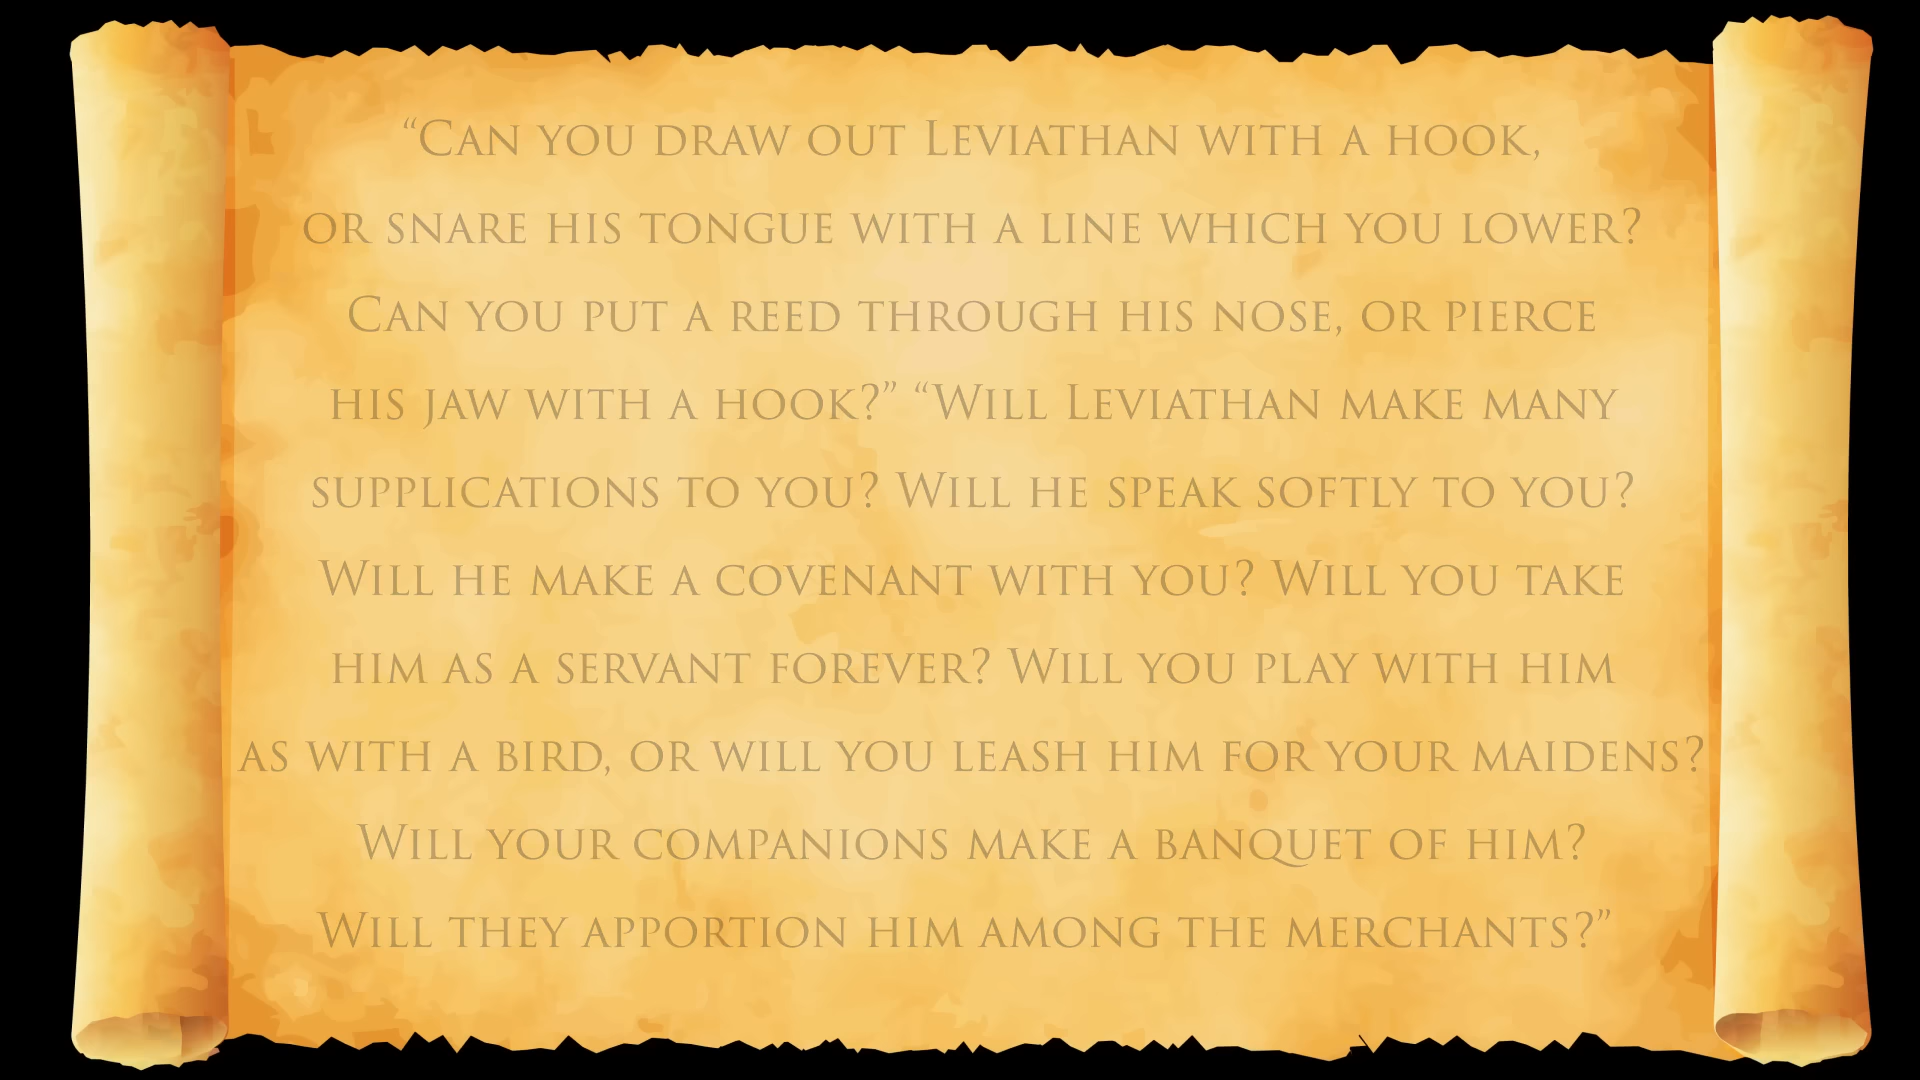 “Can you draw out Leviathan with a hook,
or snare his tongue with a line which you lower?
Can you put a reed through his nose, or pierce
his jaw with a hook?” “Will Leviathan make many
supplications to you? Will he speak softly to you?
Will he make a covenant with you? Will you take
him as a servant forever? Will you play with him
as with a bird, or will you leash him for your maidens?
Will your companions make a banquet of him?
Will they apportion him among the merchants?”